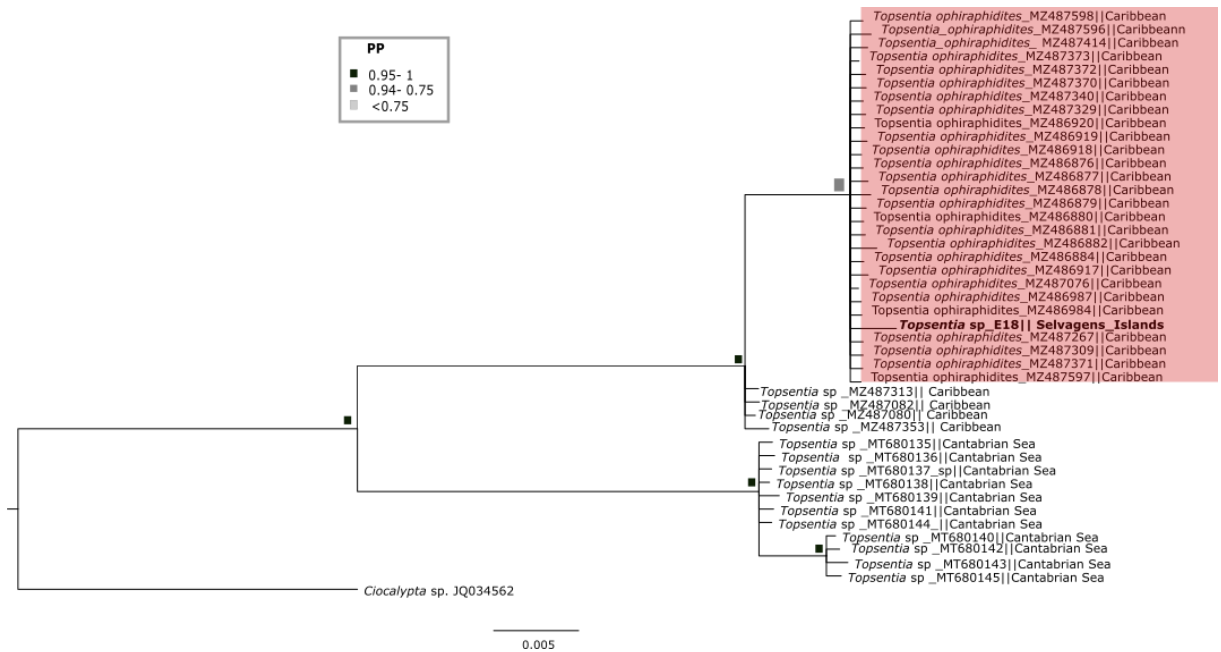 PP
0.95- 1
0.94- 0.75
<0.75
Topsentia ophiraphidites_MZ487598||Caribbean
Topsentia_ophiraphidites_MZ487596||Caribbeann
Topsentia_ophiraphidites_ MZ487414||Caribbean
Topsentia ophiraphidites_MZ487373||Caribbean
Topsentia ophiraphidites_MZ487372||Caribbean
Topsentia ophiraphidites_MZ487370||Caribbean
Topsentia ophiraphidites_MZ487340||Caribbean
Topsentia ophiraphidites_MZ487329||Caribbean
Topsentia ophiraphidites_MZ486920||Caribbean
Topsentia ophiraphidites_MZ486919||Caribbean
Topsentia ophiraphidites_MZ486918||Caribbean
Topsentia ophiraphidites_MZ486876||Caribbean
Topsentia ophiraphidites_MZ486877||Caribbean
Topsentia ophiraphidites_MZ486878||Caribbean
Topsentia ophiraphidites_MZ486879||Caribbean
Topsentia ophiraphidites_MZ486880||Caribbean
Topsentia ophiraphidites_MZ486881||Caribbean
Topsentia ophiraphidites_MZ486882||Caribbean
Topsentia ophiraphidites_MZ486884||Caribbean
Topsentia ophiraphidites_MZ486917||Caribbean
Topsentia ophiraphidites_MZ487076||Caribbean
Topsentia ophiraphidites_MZ486987||Caribbean
Topsentia ophiraphidites_MZ486984||Caribbean
Topsentia sp_E18|| Selvagens_Islands
Topsentia ophiraphidites_MZ487267||Caribbean
Topsentia ophiraphidites_MZ487309||Caribbean
Topsentia ophiraphidites_MZ487371||Caribbean
Topsentia ophiraphidites_MZ487597||Caribbean
Topsentia sp _MZ487313|| Caribbean
Topsentia sp _MZ487082|| Caribbean
Topsentia sp _MZ487080|| Caribbean
Topsentia sp _MZ487353|| Caribbean
Topsentia sp _MT680135||Cantabrian Sea
Topsentia sp _MT680136||Cantabrian Sea
Topsentia sp _MT680137_sp||Cantabrian Sea
Topsentia sp _MT680138||Cantabrian Sea
Topsentia sp _MT680139||Cantabrian Sea
Topsentia sp _MT680141||Cantabrian Sea
Topsentia sp _MT680144_||Cantabrian Sea
Topsentia sp _MT680140||Cantabrian Sea
Topsentia sp _MT680142||Cantabrian Sea
Topsentia sp _MT680143||Cantabrian Sea
Topsentia sp _MT680145||Cantabrian Sea
Ciocalypta sp. JQ034562
0.005